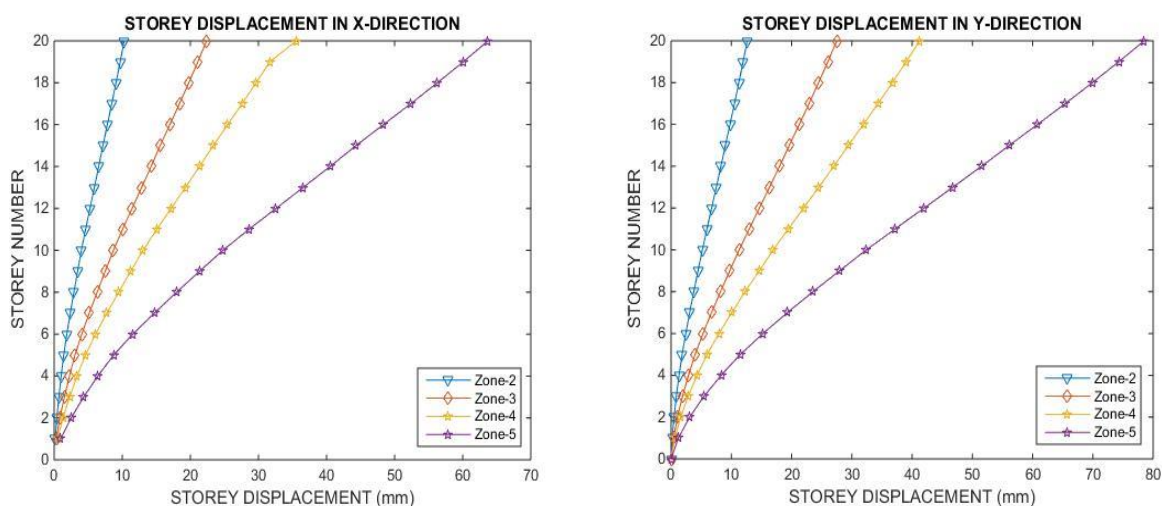 STOREY DISPLACEMENT IN X-DIRECTION
20
18
16
14
12
10
8
6
4
2
0
STOREY NUMBER
0 10 20 30 40 50 60 70
STOREY DISPLACEMENT (mm)
Zone-2
Zone-3
Zone-4
Zone-5
STOREY DISPLACEMENT IN Y-DIRECTION
20
18
16
14
12
10
8
6
4
2
0
STOREY NUMBER
0 10 20 30 40 50 60 70 80
STOREY DISPLACEMENT (mm)
Zone-2
Zone-3
Zone-4
Zone-5